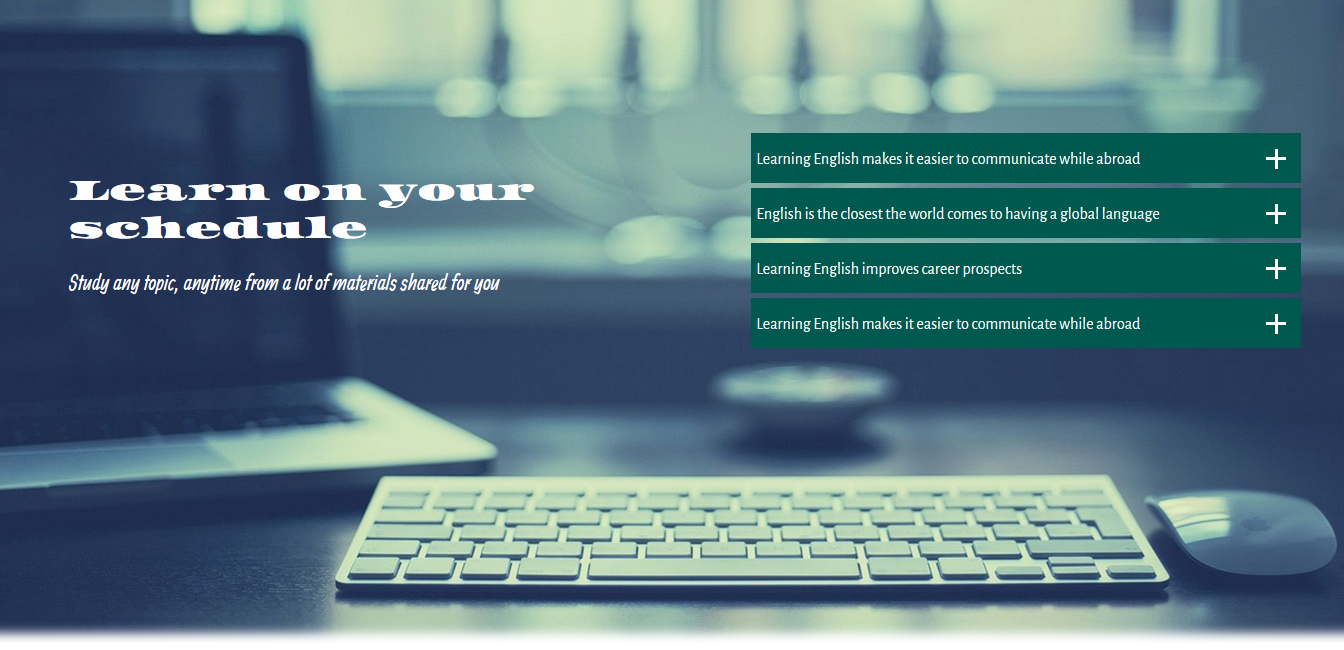 Learn on your
schedule
Study any topic, anytime from a lot of materials shared for you
Learning English makes it easier to communicate while abroad
English is the closest the world comes to having a global language
Learning English improves career prospects
Learning English makes it easier to communicate while abroad